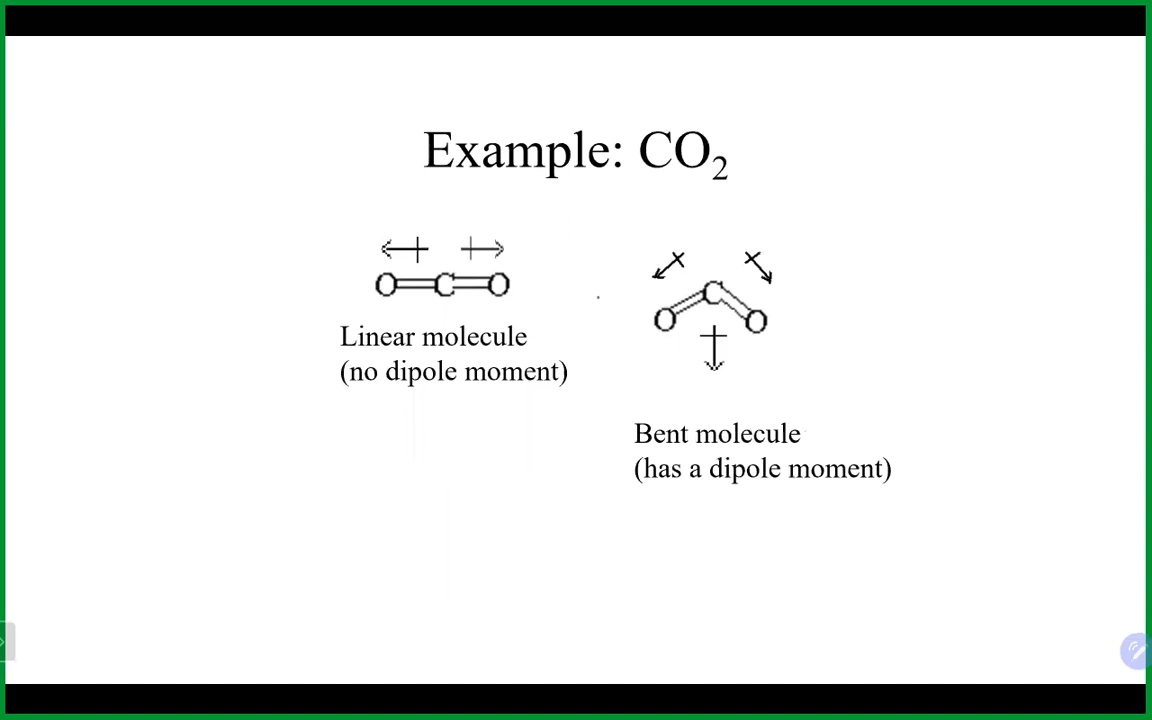 Example: CO₂
O=C=O
Linear molecule
(no dipole moment)
C
O O
Bent molecule
(has a dipole moment)